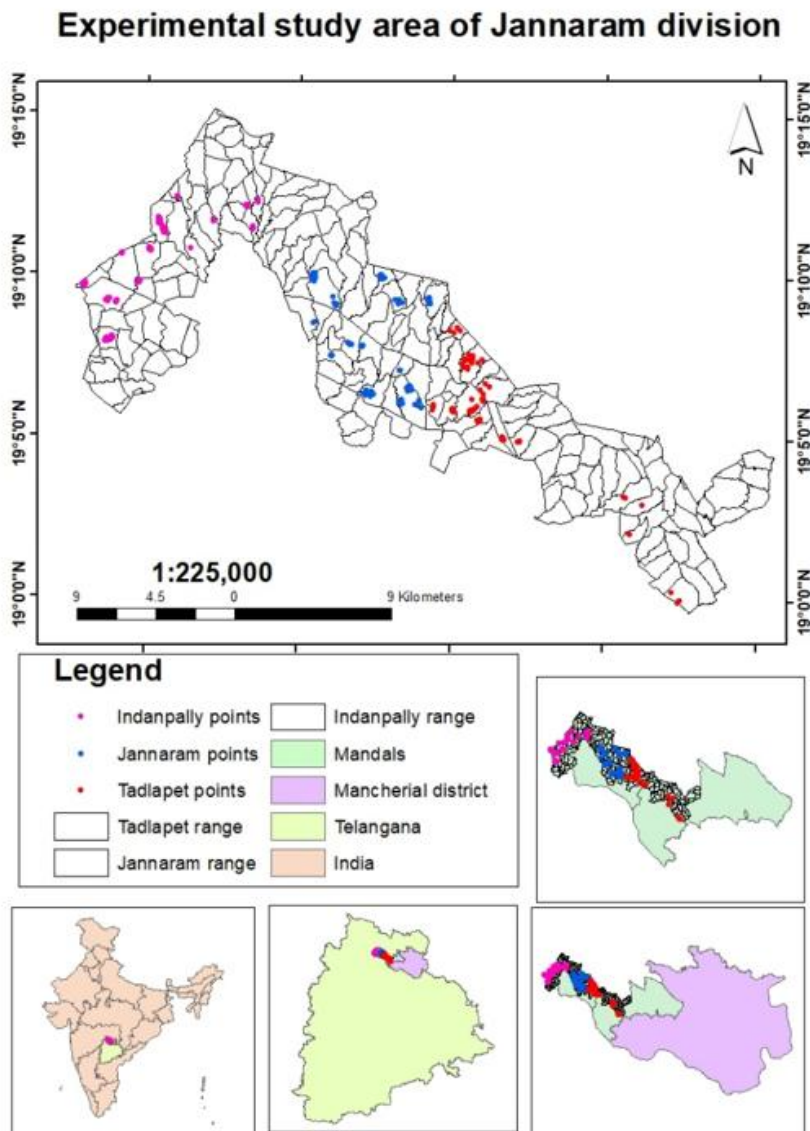 Experimental study area of Jannaram division
19°15'0"N
19°15'0"N
N
19°10'0"N
19°10'0"N
19°5'0"N
19°5'0"N
19°0'0"N
19°0'0"N
1:225,000
9 4.5 0 9 Kilometers
Legend
Indanpally points
Indanpally range
Jannaram points
Mandals
Tadlapet points
Mancherial district
Tadlapet range
Telangana
Jannaram range
India